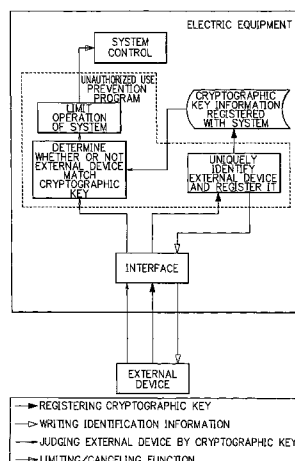 ELECTRIC EQUIPMENT
SYSTEM
CONTROL
UNAUTHORIZED USE
PREVENTION
PROGRAM
LIMIT
OPERATION
OF SYSTEM
CRYPTOGRAPHIC
KEY INFORMATION
REGISTERED
WITH SYSTEM
DETERMINE
WHETHER OR NOT
EXTERNAL DEVICE
MATCH
CRYPTOGRAPHIC
KEY
UNIQUELY
IDENTIFY
EXTERNAL DEVICE
AND REGISTER IT
INTERFACE
EXTERNAL
DEVICE
REGISTERING CRYPTOGRAPHIC KEY
WRITING IDENTIFICATION INFORMATION
JUDGING EXTERNAL DEVICE BY CRYPTOGRAPHIC KEY
LIMITING/CANCELING FUNCTION